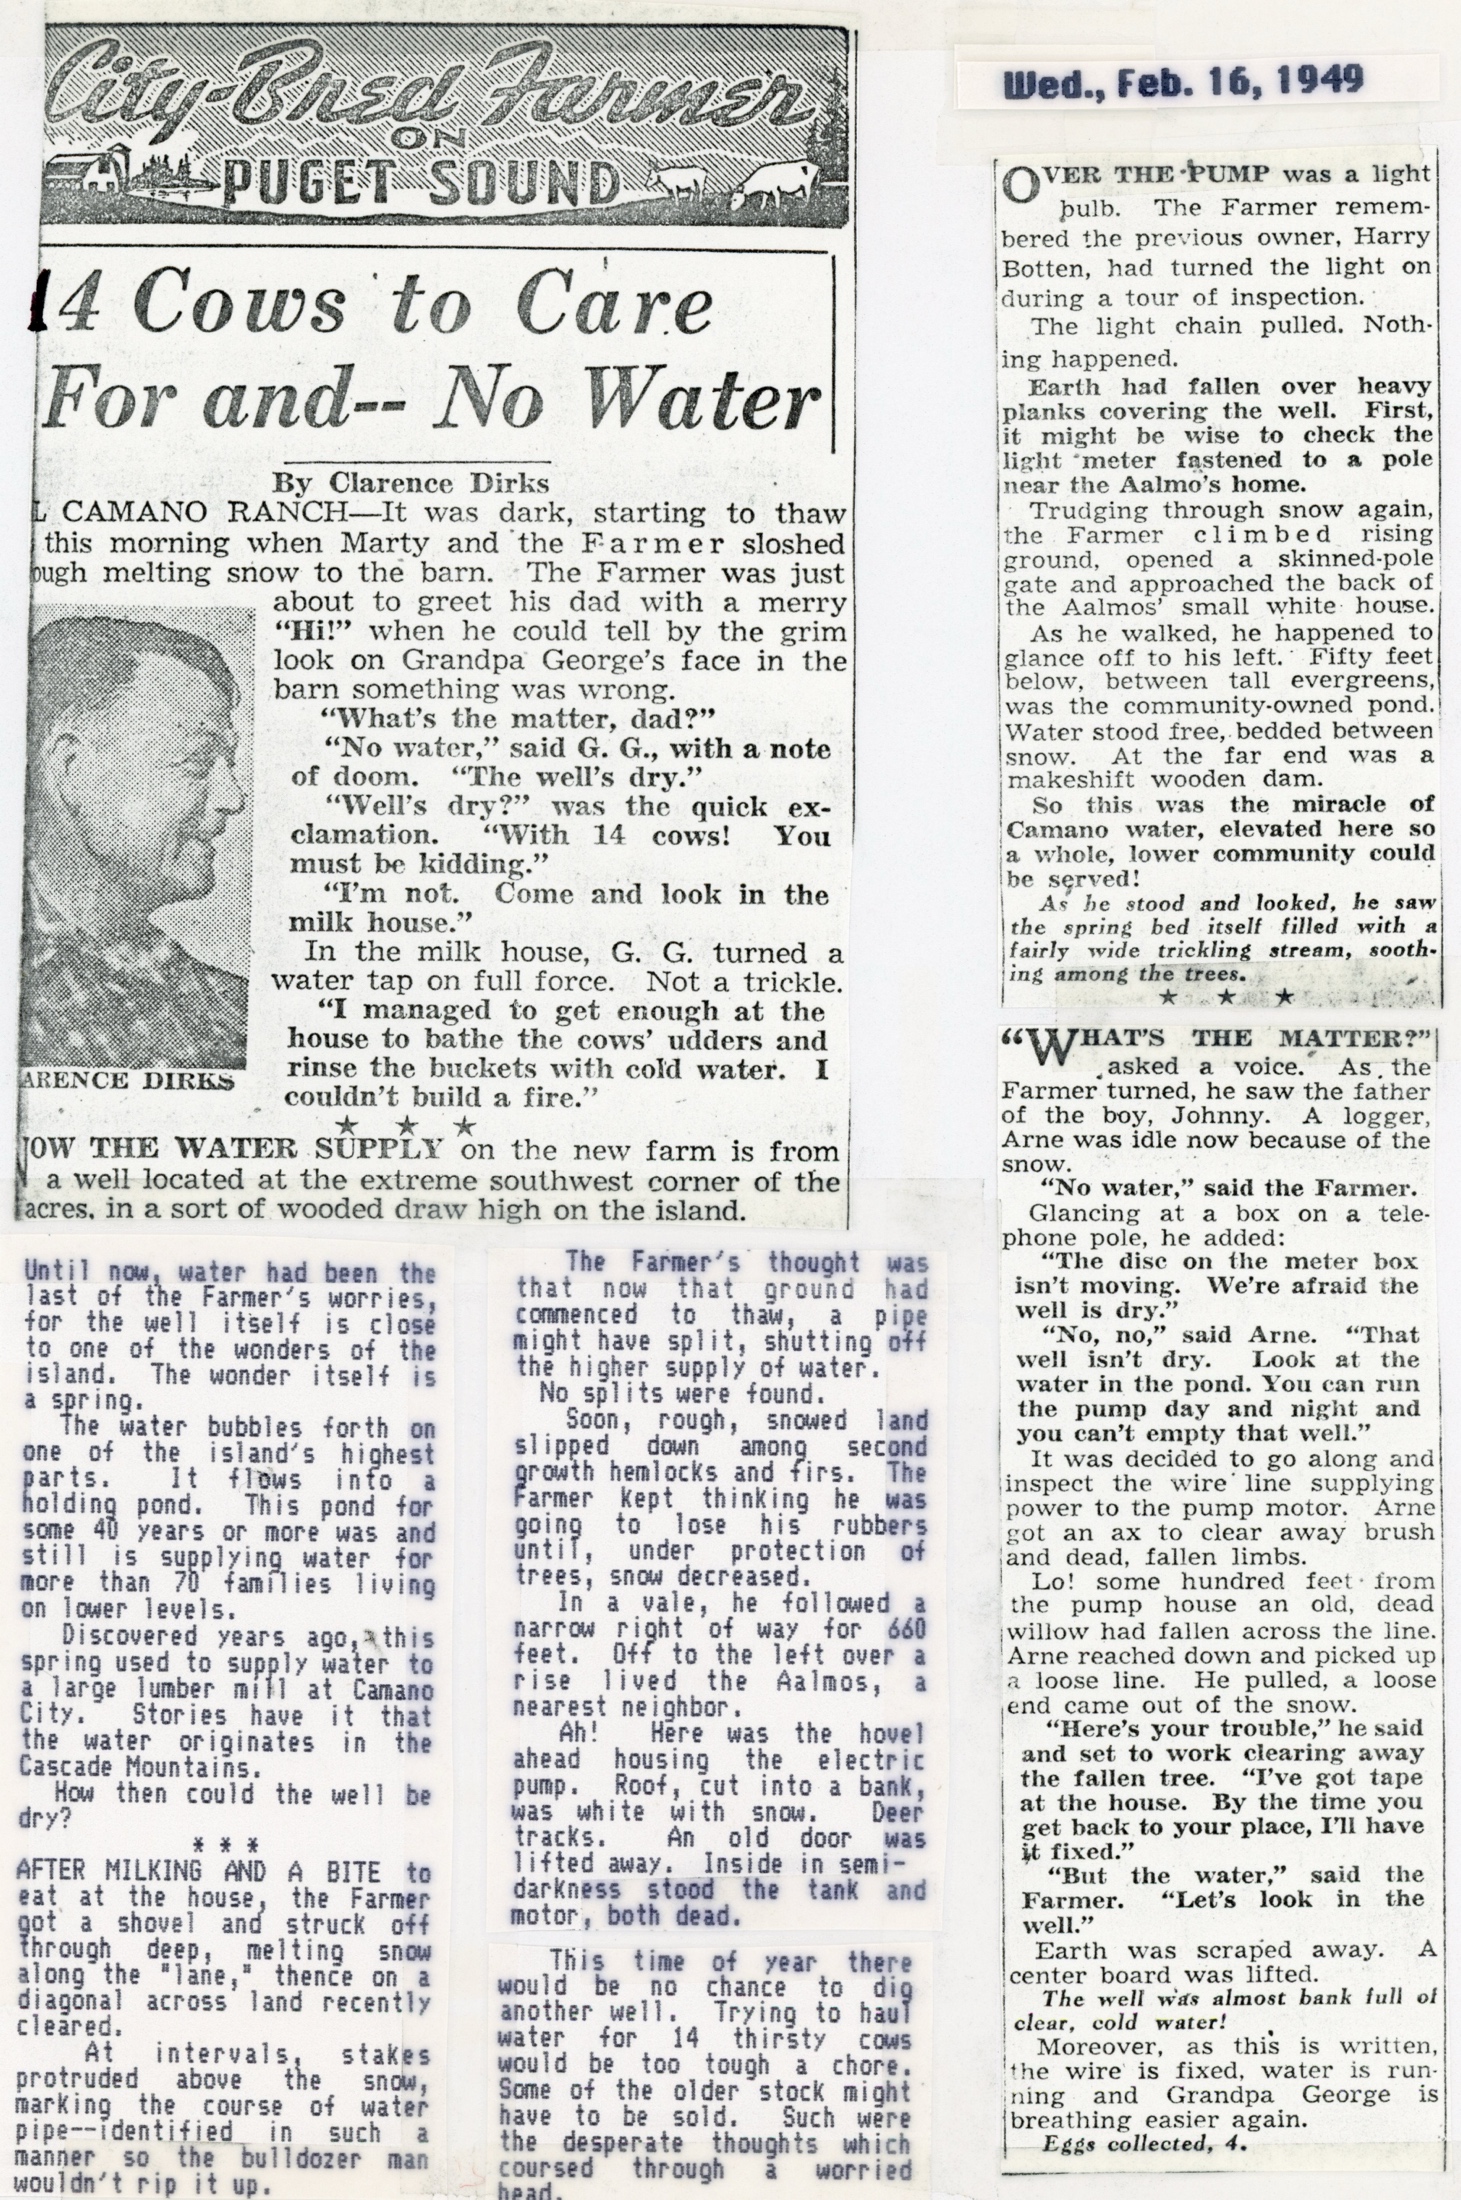 City-Bred Farmer
ON
PUGET SOUND
14 Cows to Care
For and-- No Water
By Clarence Dirks
L CAMANO RANCH—It was dark, starting to thaw
this morning when Marty and the Farmer sloshed
ough melting snow to the barn. The Farmer was just
about to greet his dad with a merry
“Hi!” when he could tell by the grim
look on Grandpa George’s face in the
barn something was wrong.
“What’s the matter, dad?”
“No water,” said G. G., with a note
of doom. “The well’s dry.”
“Well’s dry?” was the quick ex-
clamation. “With 14 cows! You
must be kidding.”
“I’m not. Come and look in the
milk house.”
In the milk house, G. G. turned a
water tap on full force. Not a trickle.
“I managed to get enough at the
house to bathe the cows’ udders and
rinse the buckets with cold water. I
couldn’t build a fire.”
ARENCE DIRKS
★ ★ ★
NOW THE WATER SUPPLY on the new farm is from
a well located at the extreme southwest corner of the
acres, in a sort of wooded draw high on the island.
Until now, water had been the
last of the Farmer's worries,
for the well itself is close
to one of the wonders of the
island. The wonder itself is
a spring.
The water bubbles forth on
one of the island's highest
parts. It flows into a
holding pond. This pond for
some 40 years or more was and
still is supplying water for
more than 70 families living
on lower levels.
Discovered years ago, this
spring used to supply water to
a large lumber mill at Camano
City. Stories have it that
the water originates in the
Cascade Mountains.
How then could the well be
dry?
* * *
AFTER MILKING AND A BITE to
eat at the house, the Farmer
got a shovel and struck off
through deep, melting snow
along the "lane," thence on a
diagonal across land recently
cleared.
At intervals, stakes
protruded above the snow,
marking the course of water
pipe--identified in such a
manner so the bulldozer man
wouldn't rip it up.
The Farmer's thought was
that now that ground had
commenced to thaw, a pipe
might have split, shutting off
the higher supply of water.
No splits were found.
Soon, rough, snowed land
slipped down among second
growth hemlocks and firs. The
Farmer kept thinking he was
going to lose his rubbers
until, under protection of
trees, snow decreased.
In a vale, he followed a
narrow right of way for 660
feet. Off to the left over a
rise lived the Aalmos, a
nearest neighbor.
Ah! Here was the hovel
ahead housing the electric
pump. Roof, cut into a bank,
was white with snow. Deer
tracks. An old door was
lifted away. Inside in semi-
darkness stood the tank and
motor, both dead.
This time of year there
would be no chance to dig
another well. Trying to haul
water for 14 thirsty cows
would be too tough a chore.
Some of the older stock might
have to be sold. Such were
the desperate thoughts which
coursed through a worried
head.
Wed., Feb. 16, 1949
OVER THE PUMP was a light
bulb. The Farmer remem-
bered the previous owner, Harry
Botten, had turned the light on
during a tour of inspection.
The light chain pulled. Noth-
ing happened.
Earth had fallen over heavy
planks covering the well. First,
it might be wise to check the
light meter fastened to a pole
near the Aalmo’s home.
Trudging through snow again,
the Farmer climbed rising
ground, opened a skinned-pole
gate and approached the back of
the Aalmos’ small white house.
As he walked, he happened to
glance off to his left. Fifty feet
below, between tall evergreens,
was the community-owned pond.
Water stood free, bedded between
snow. At the far end was a
makeshift wooden dam.
So this was the miracle of
Camano water, elevated here so
a whole, lower community could
be served!
As he stood and looked, he saw
the spring bed itself filled with a
fairly wide trickling stream, sooth-
ing among the trees.
★ ★ ★
“WHAT’S THE MATTER?”
asked a voice. As the
Farmer turned, he saw the father
of the boy, Johnny. A logger,
Arne was idle now because of the
snow.
“No water,” said the Farmer.
Glancing at a box on a tele-
phone pole, he added:
“The disc on the meter box
isn’t moving. We’re afraid the
well is dry.”
“No, no,” said Arne. “That
well isn’t dry. Look at the
water in the pond. You can run
the pump day and night and
you can’t empty that well.”
It was decided to go along and
inspect the wire line supplying
power to the pump motor. Arne
got an ax to clear away brush
and dead, fallen limbs.
Lo! some hundred feet from
the pump house an old, dead
willow had fallen across the line.
Arne reached down and picked up
a loose line. He pulled, a loose
end came out of the snow.
“Here’s your trouble,” he said
and set to work clearing away
the fallen tree. “I’ve got tape
at the house. By the time you
get back to your place, I’ll have
it fixed.”
“But the water,” said the
Farmer. “Let’s look in the
well.”
Earth was scraped away. A
center board was lifted.
The well was almost bank full of
clear, cold water!
Moreover, as this is written,
the wire is fixed, water is run-
ning and Grandpa George is
breathing easier again.
Eggs collected, 4.